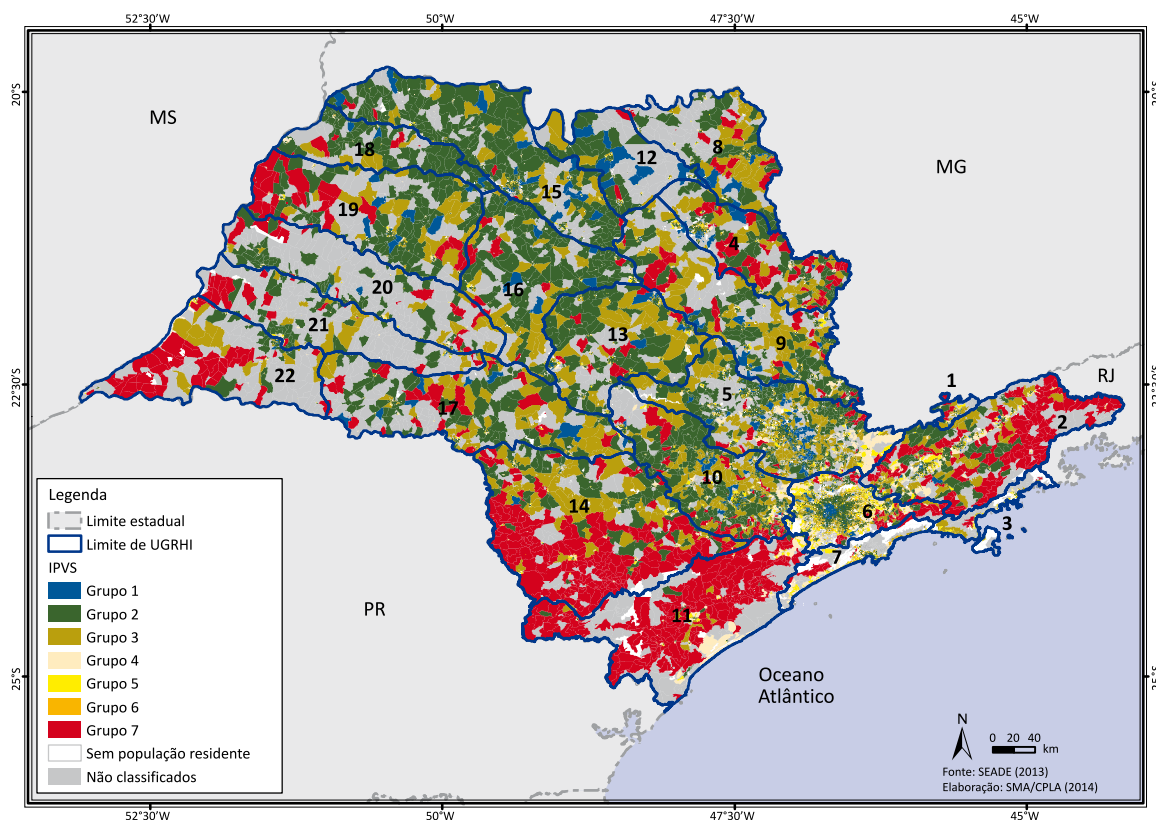 52°30'W 50°W 47°30'W 45°W
20°S
20°S
MS
MG
8
12
18
15
19
4
20
16
21
13
9
22
5
1
RJ
22°30'S
22°30'S
17
2
10
14
6
3
7
PR
11
25°S
25°S
Oceano
Atlântico
Legenda
Limite estadual
Limite de UGRHI
IPVS
Grupo 1
Grupo 2
Grupo 3
Grupo 4
Grupo 5
Grupo 6
Grupo 7
Sem população residente
Não classificados
N
0 20 40
km
Fonte: SEADE (2013)
Elaboração: SMA/CPLA (2014)
52°30'W 50°W 47°30'W 45°W